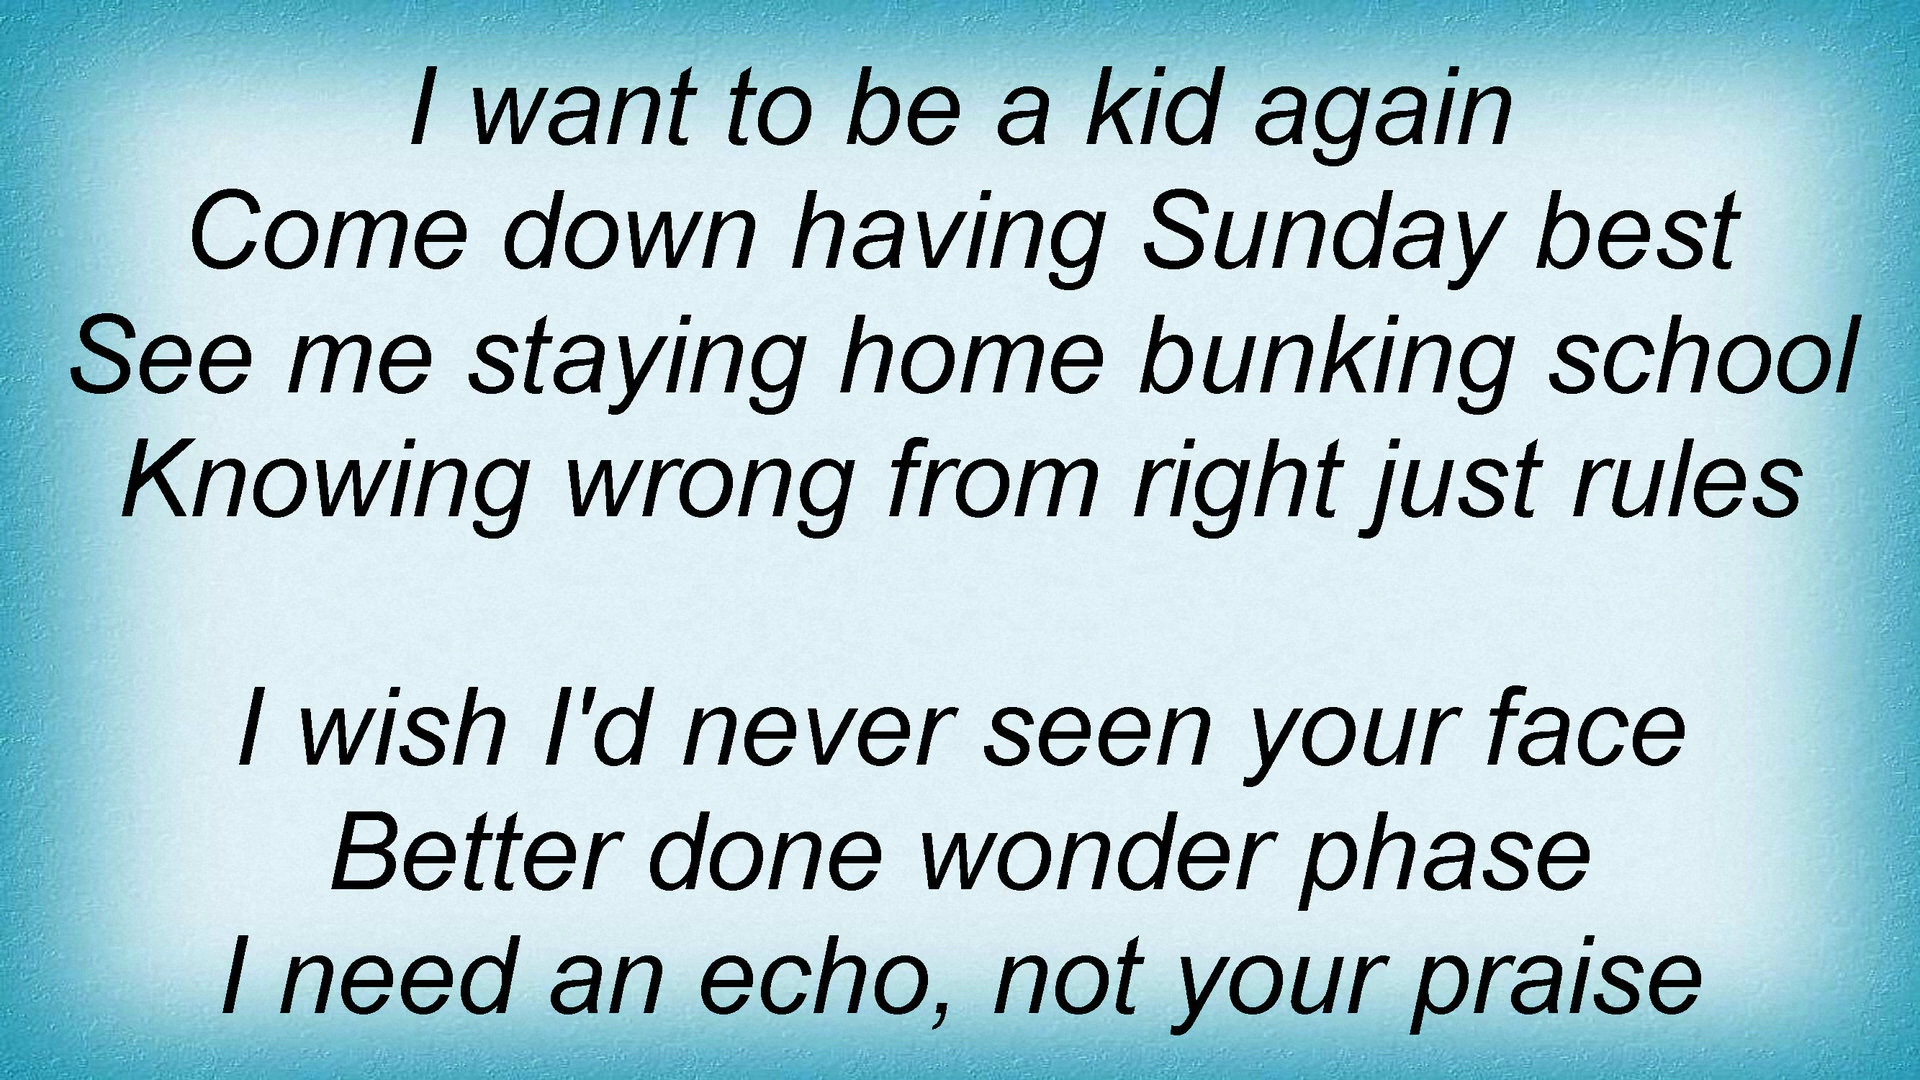 I want to be a kid again
Come down having Sunday best
See me staying home bunking school
Knowing wrong from right just rules
I wish I'd never seen your face
Better done wonder phase
I need an echo, not your praise